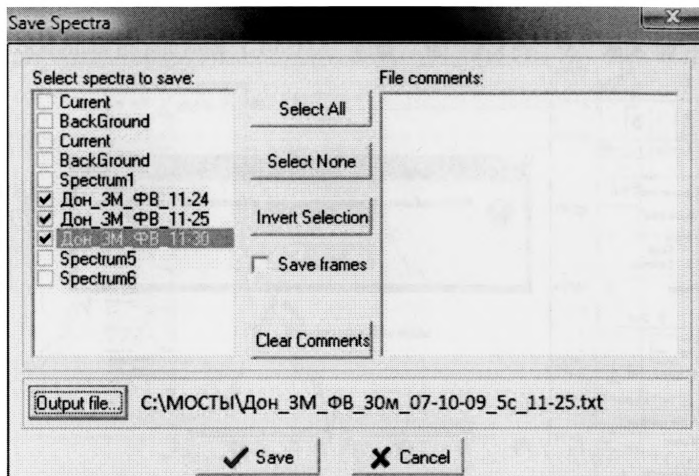 Save Spectra
Select spectra to save:
Current
BackGround
Current
BackGround
Spectrum1
Дон_3М_ФВ_11-24
Дон_3М_ФВ_11-25
Дон_3М_ФВ_11-30
Spectrum5
Spectrum6
Select All
Select None
Invert Selection
Save frames
Clear Comments
File comments:
Output file...
C:\МОСТЫ\Дон_3М_ФВ_30м_07-10-09_5с_11-25.txt
Save
Cancel